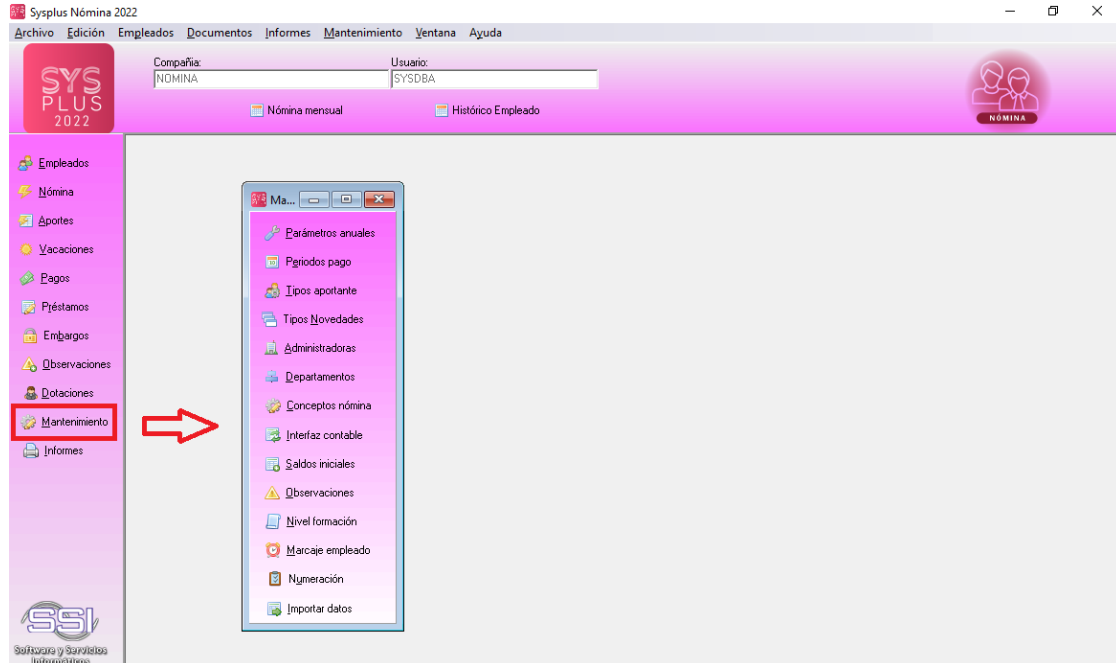 Sysplus Nómina 2022
Archivo Edición Empleados Documentos Informes Mantenimiento Ventana Ayuda
SYS
PLUS
2022
Compañia: Usuario:
NOMINA SYSDBA
Nómina mensual Histórico Empleado
NÓMINA
Empleados
Nómina
Aportes
Vacaciones
Pagos
Préstamos
Embargos
Observaciones
Dotaciones
Mantenimiento
Informes
Ma...
Parámetros anuales
Periodos pago
Tipos aportante
Tipos Novedades
Administradoras
Departamentos
Conceptos nómina
Interfaz contable
Saldos iniciales
Observaciones
Nivel formación
Marcaje empleado
Numeración
Importar datos
SSI
Software y Servicios
Informáticos